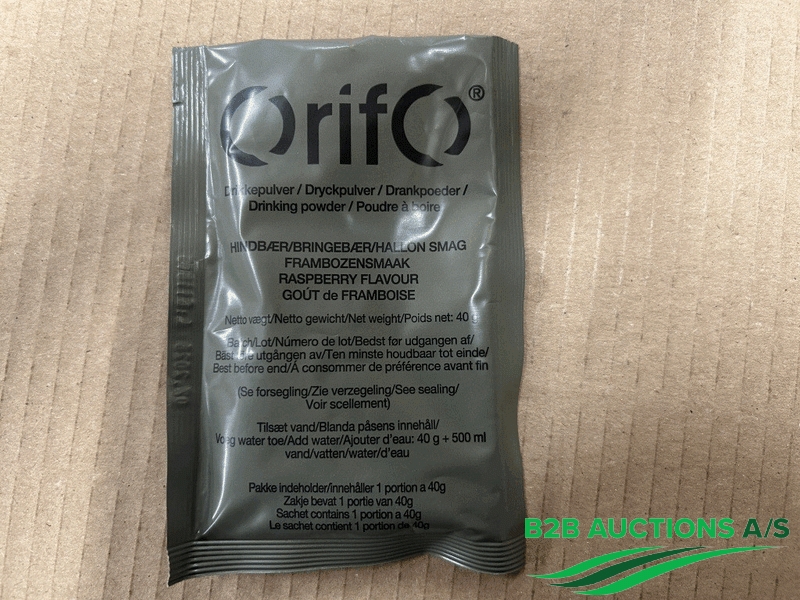 OrifO®
Drikkepulver / Dryckpulver / Drankpoeder /
Drinking powder / Poudre à boire
HINDBÆR/BRINGEBÆR/HALLON SMAG
FRAMBOZENSMAAK
RASPBERRY FLAVOUR
GOÚT de FRAMBOISE
Netto vægt/Netto gewicht/Net weight/Poids net: 40 g
Batch/Lot/Número de lot/Bedst før udgangen af/
Bäst före utgången av/Ten minste houdbaar tot einde/
Best before end/Á consommer de préférence avant fin
(Se forsegling/Zie verzegeling/See sealing/
Voir scellement)
Tilsæt vand/Blanda påsens innehåll/
Voeg water toe/Add water/Ajouter d'eau: 40 g + 500 ml
vand/vatten/water/d'eau
Pakke indeholder/innehåller 1 portion a 40g
Zakje bevat 1 portie van 40g
Sachet contains 1 portion a 40g
Le sachet contient 1 portion de 40g
B2B AUCTIONS A/S